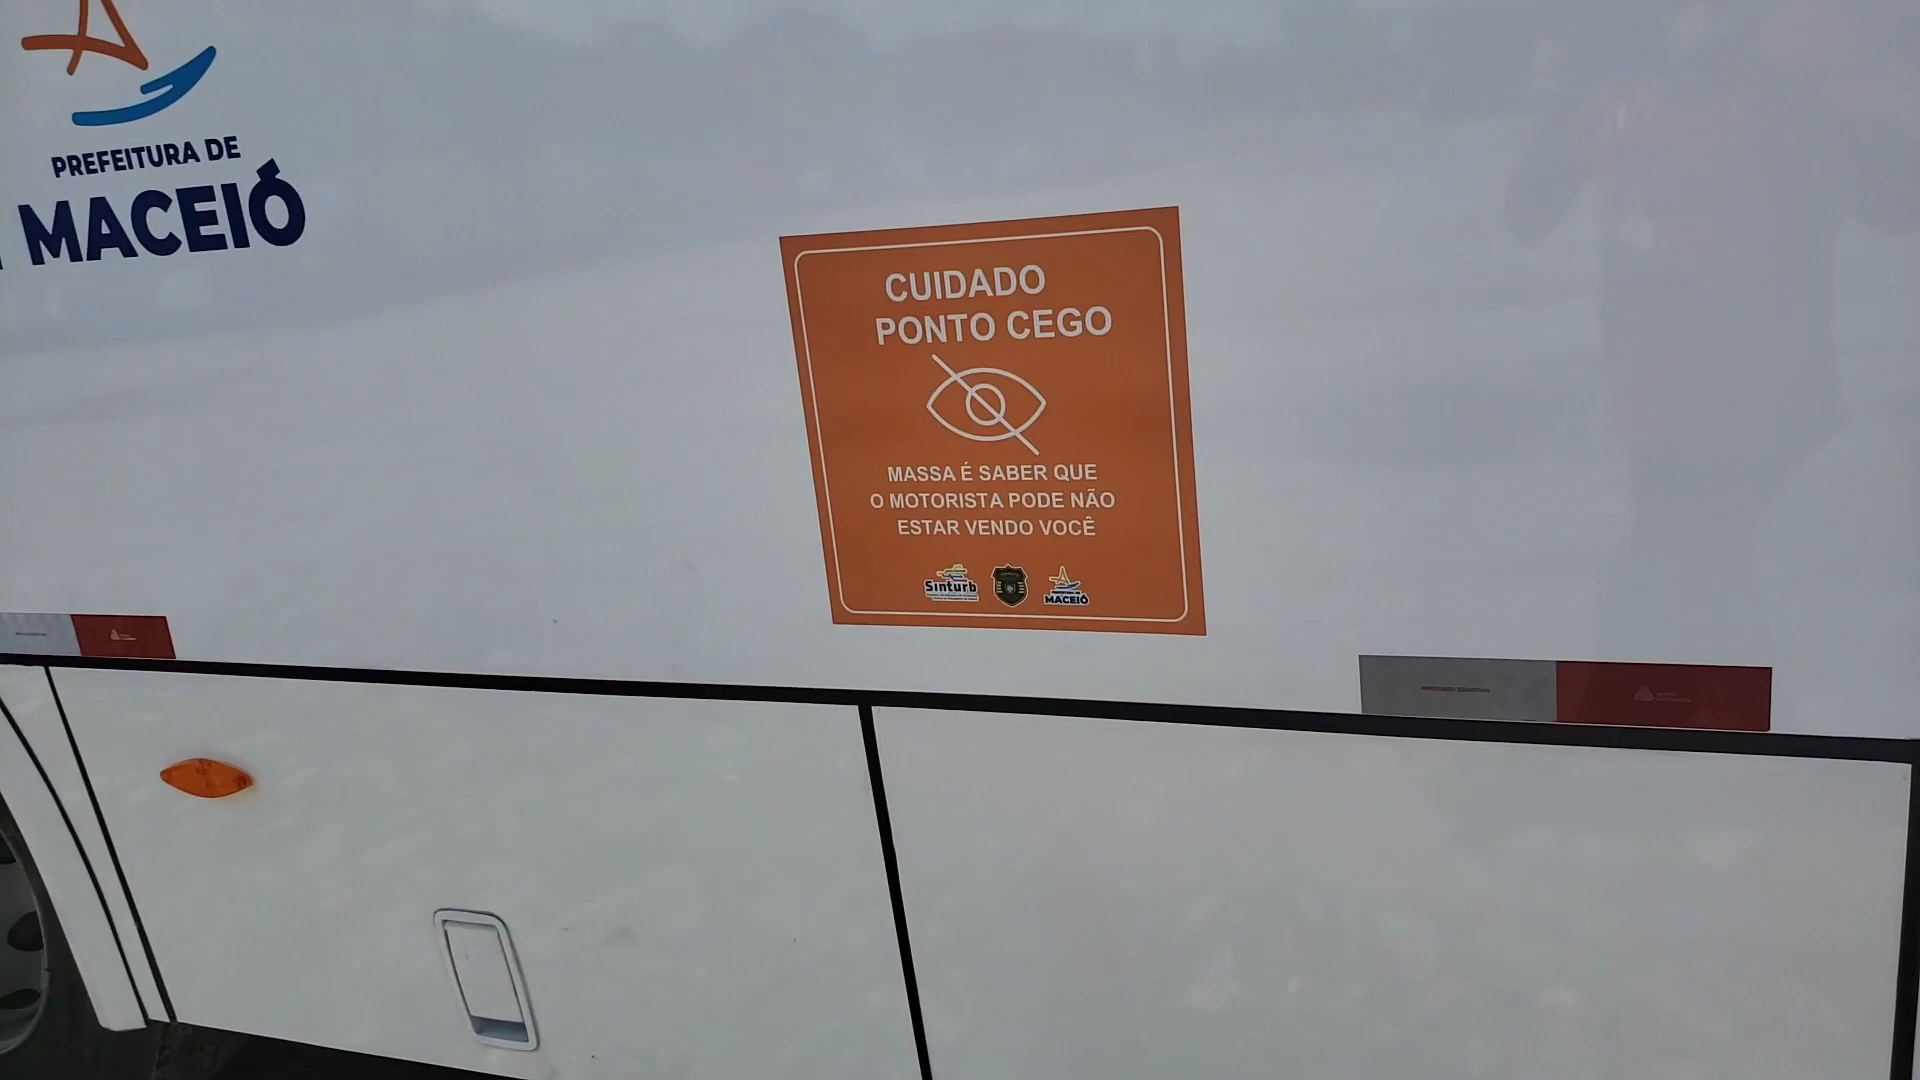 PREFEITURA DE
MACEIÓ
CUIDADO
PONTO CEGO
MASSA É SABER QUE
O MOTORISTA PODE NÃO
ESTAR VENDO VOCÊ
Sinturb
MACEIÓ